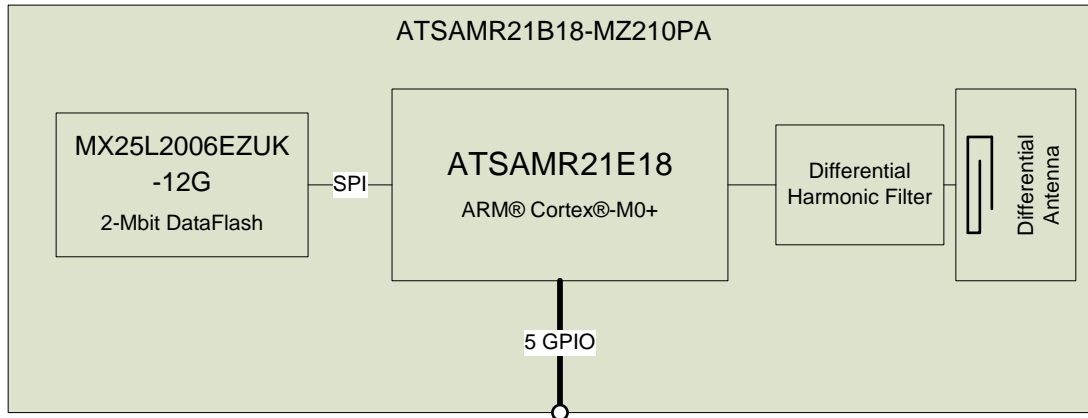 ATSAMR21B18-MZ210PA
MX25L2006EZUK
-12G
2-Mbit DataFlash
SPI
ATSAMR21E18
ARM® Cortex®-M0+
Differential
Harmonic Filter
Differential
Antenna
5 GPIO